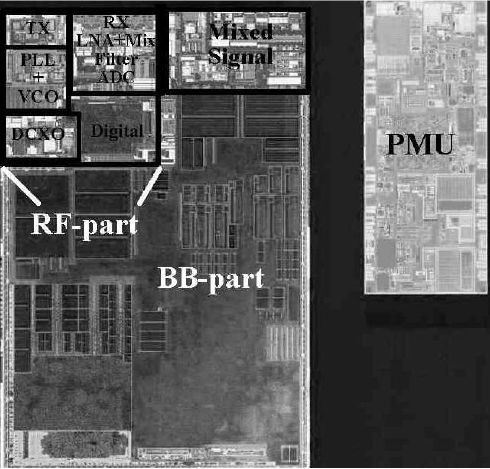 TX
PLL
+
VCO
DCXO
RX
LNA+Mix
Filter
ADC
Digital
Mixed
Signal
RF-part
BB-part
PMU